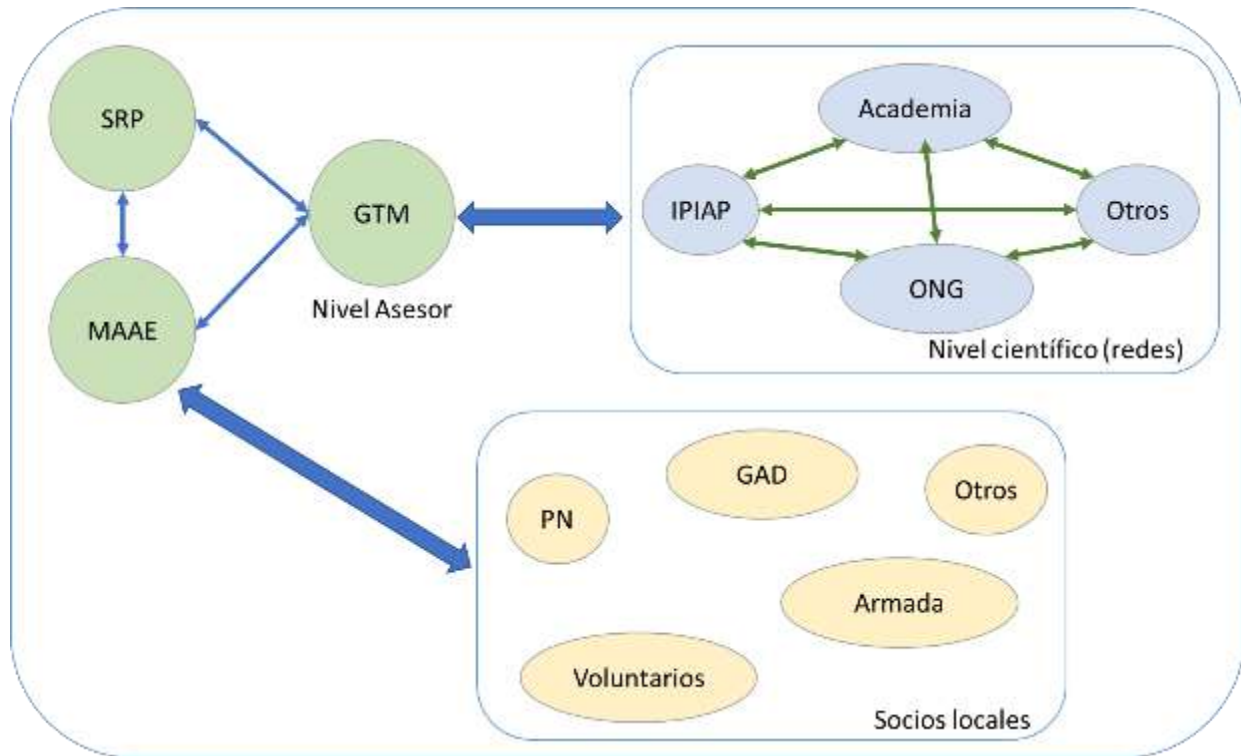 SRP
Academia
IPIAP
GTM
Otros
Nivel Asesor
ONG
MAAE
Nivel científico (redes)
GAD
Otros
PN
Armada
Voluntarios
Socios locales